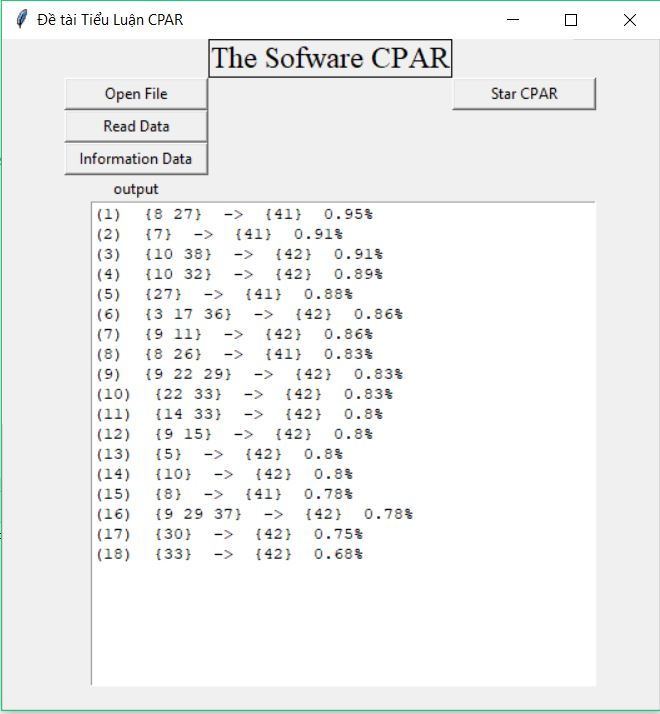 Đề tài Tiểu Luận CPAR
The Sofware CPAR
Open File
Star CPAR
Read Data
Information Data
output
(1) {8 27} -> {41} 0.95%
(2) {7} -> {41} 0.91%
(3) {10 38} -> {42} 0.91%
(4) {10 32} -> {42} 0.89%
(5) {27} -> {41} 0.88%
(6) {3 17 36} -> {42} 0.86%
(7) {9 11} -> {42} 0.86%
(8) {8 26} -> {41} 0.83%
(9) {9 22 29} -> {42} 0.83%
(10) {22 33} -> {42} 0.83%
(11) {14 33} -> {42} 0.8%
(12) {9 15} -> {42} 0.8%
(13) {5} -> {42} 0.8%
(14) {10} -> {42} 0.8%
(15) {8} -> {41} 0.78%
(16) {9 29 37} -> {42} 0.78%
(17) {30} -> {42} 0.75%
(18) {33} -> {42} 0.68%